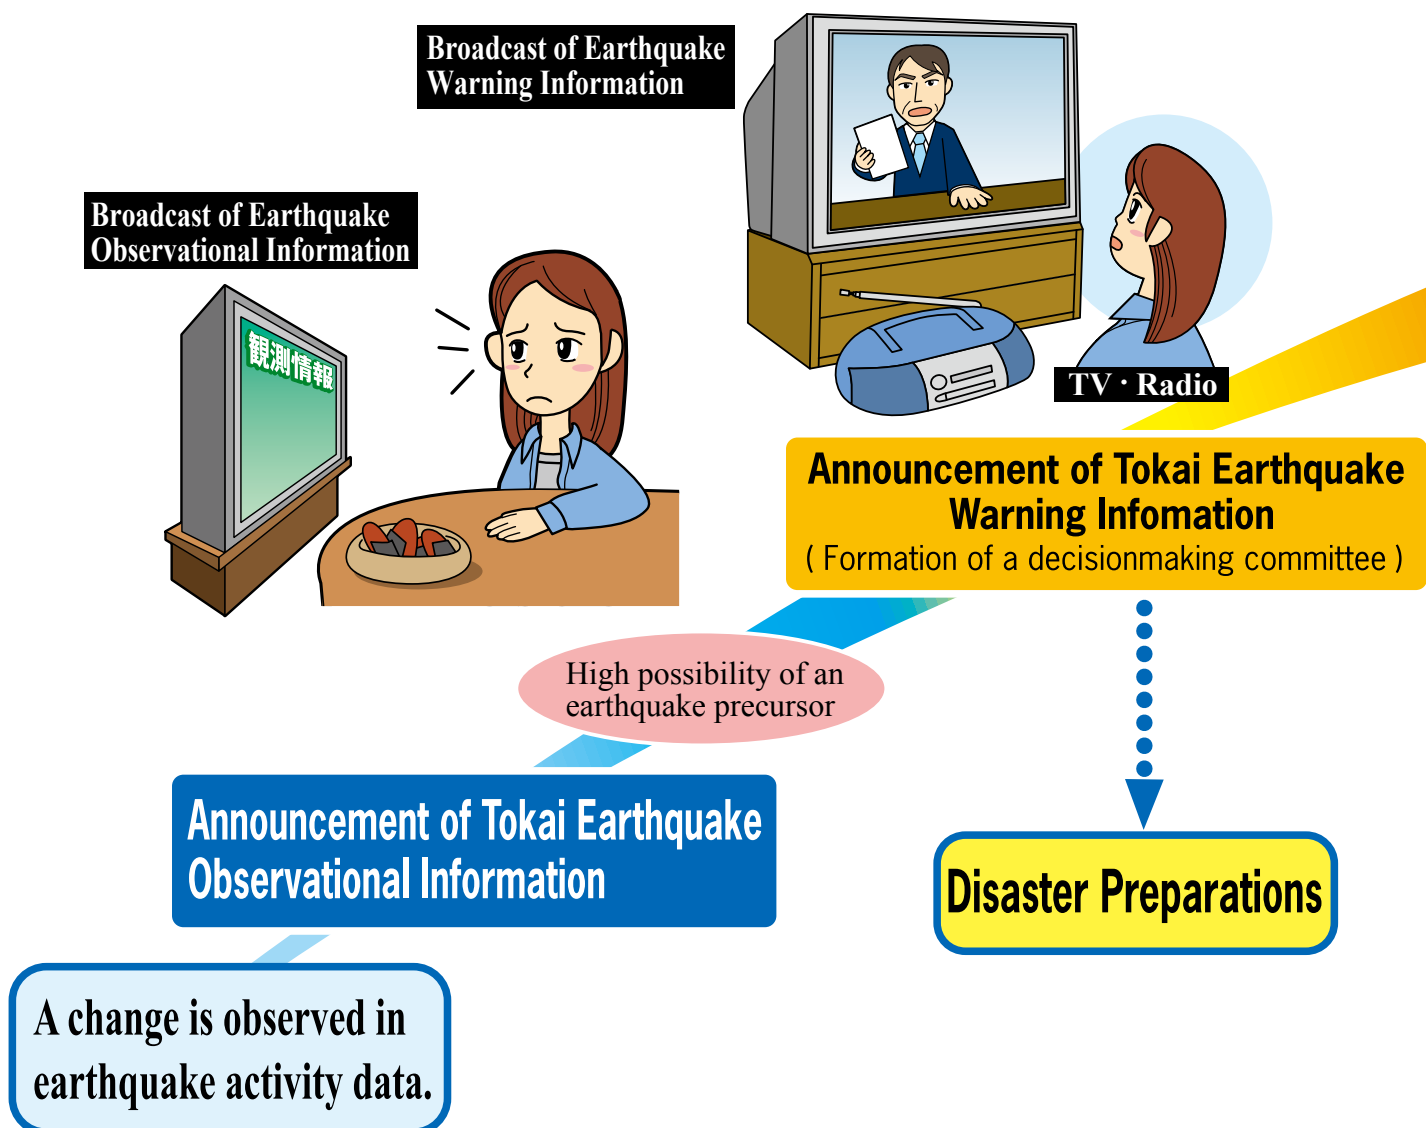 Broadcast of Earthquake
Warning Information
Broadcast of Earthquake
Observational Information
観測情報
TV・Radio
Announcement of Tokai Earthquake
Warning Infomation
( Formation of a decisionmaking committee )
High possibility of an
earthquake precursor
Announcement of Tokai Earthquake
Observational Information
Disaster Preparations
A change is observed in
earthquake activity data.